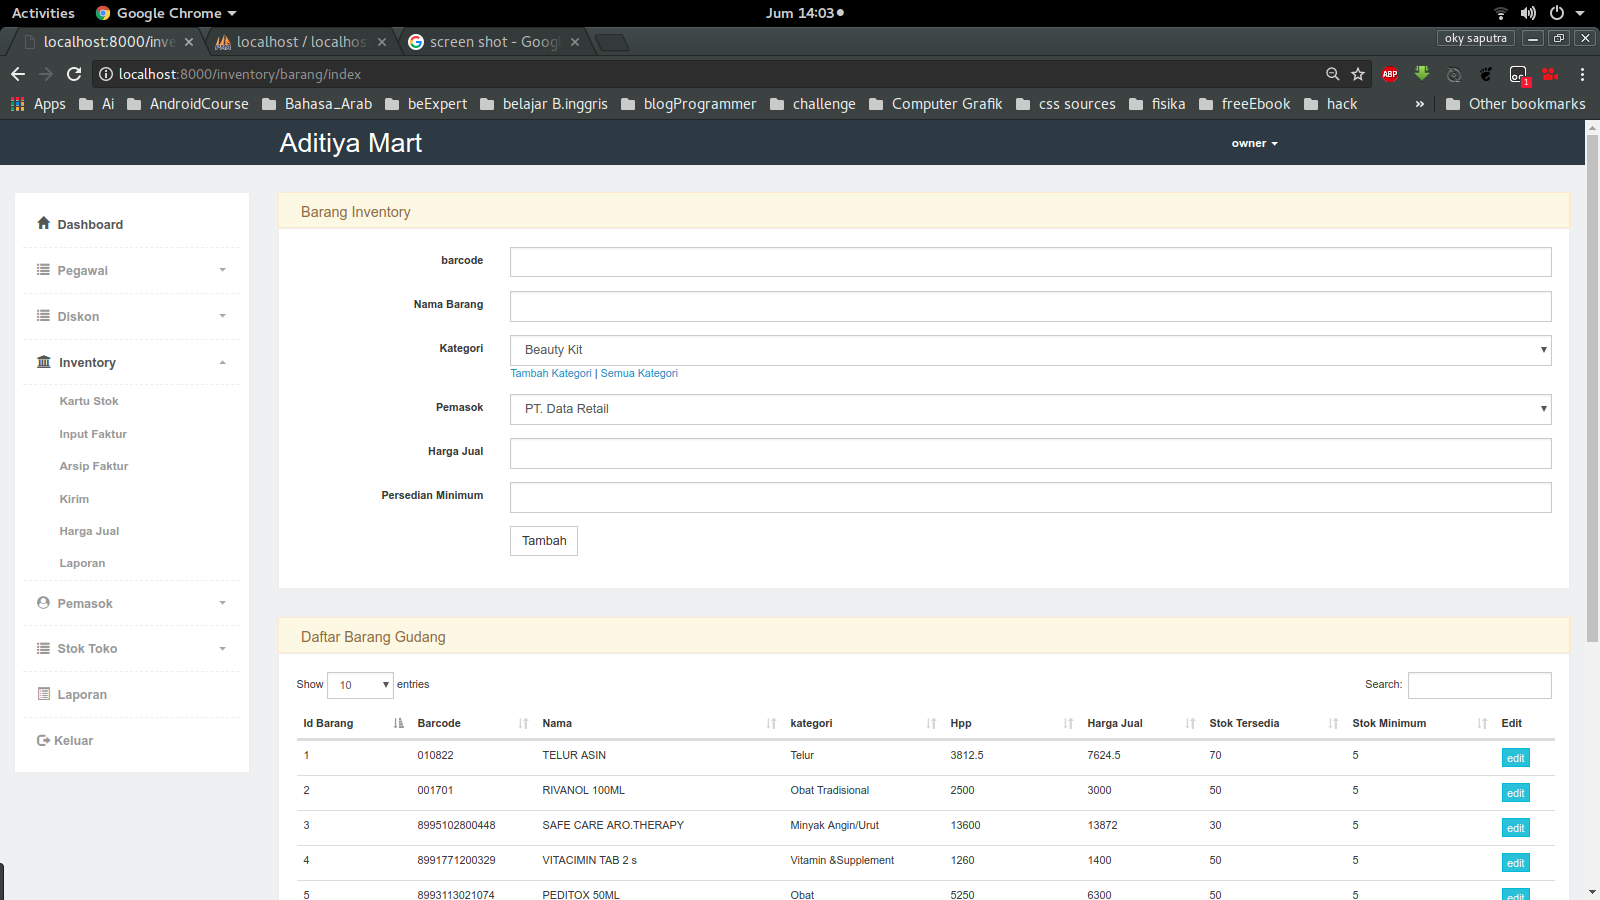 Activities Google Chrome Jum 14:03
localhost:8000/inve localhost / localhos screen shot - Goog oky saputra
localhost:8000/inventory/barang/index
Apps Ai AndroidCourse Bahasa_Arab beExpert belajar B.inggris blogProgrammer challenge Computer Grafik css sources fisika freeEbook hack » Other bookmarks
Aditiya Mart owner
Dashboard
Pegawai
Diskon
Inventory
Kartu Stok
Input Faktur
Arsip Faktur
Kirim
Harga Jual
Laporan
Pemasok
Stok Toko
Laporan
Keluar
Barang Inventory
barcode
Nama Barang
Kategori Beauty Kit
Tambah Kategori | Semua Kategori
Pemasok PT. Data Retail
Harga Jual
Persedian Minimum
Tambah
Daftar Barang Gudang
Show 10 entries Search:
Id Barang Barcode Nama kategori Hpp Harga Jual Stok Tersedia Stok Minimum Edit
1 010822 TELUR ASIN Telur 3812.5 7624.5 70 5 edit
2 001701 RIVANOL 100ML Obat Tradisional 2500 3000 50 5 edit
3 8995102800448 SAFE CARE ARO.THERAPY Minyak Angin/Urut 13600 13872 30 5 edit
4 8991771200329 VITACIMIN TAB 2 s Vitamin &Supplement 1260 1400 50 5 edit
5 8993113021074 PEDITOX 50ML Obat 5250 6300 50 5 edit